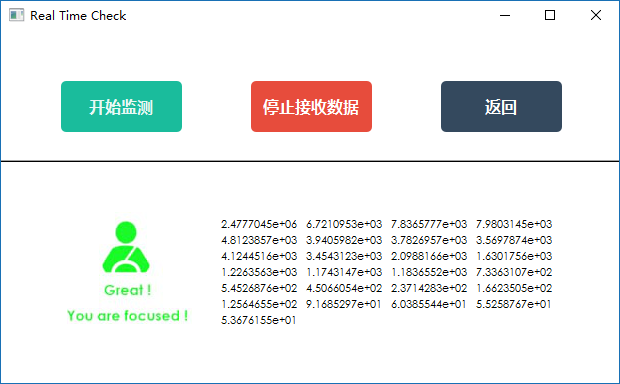 Real Time Check
开始监测 停止接收数据 返回
Great !
You are focused !
2.4777045e+06 6.7210953e+03 7.8365777e+03 7.9803145e+03
4.8123857e+03 3.9405982e+03 3.7826957e+03 3.5697874e+03
4.1244516e+03 3.4543123e+03 2.0988166e+03 1.6301756e+03
1.2263563e+03 1.1743147e+03 1.1836552e+03 7.3363107e+02
5.4526876e+02 4.5066054e+02 2.3714283e+02 1.6623505e+02
1.2564655e+02 9.1685297e+01 6.0385544e+01 5.5258767e+01
5.3676155e+01